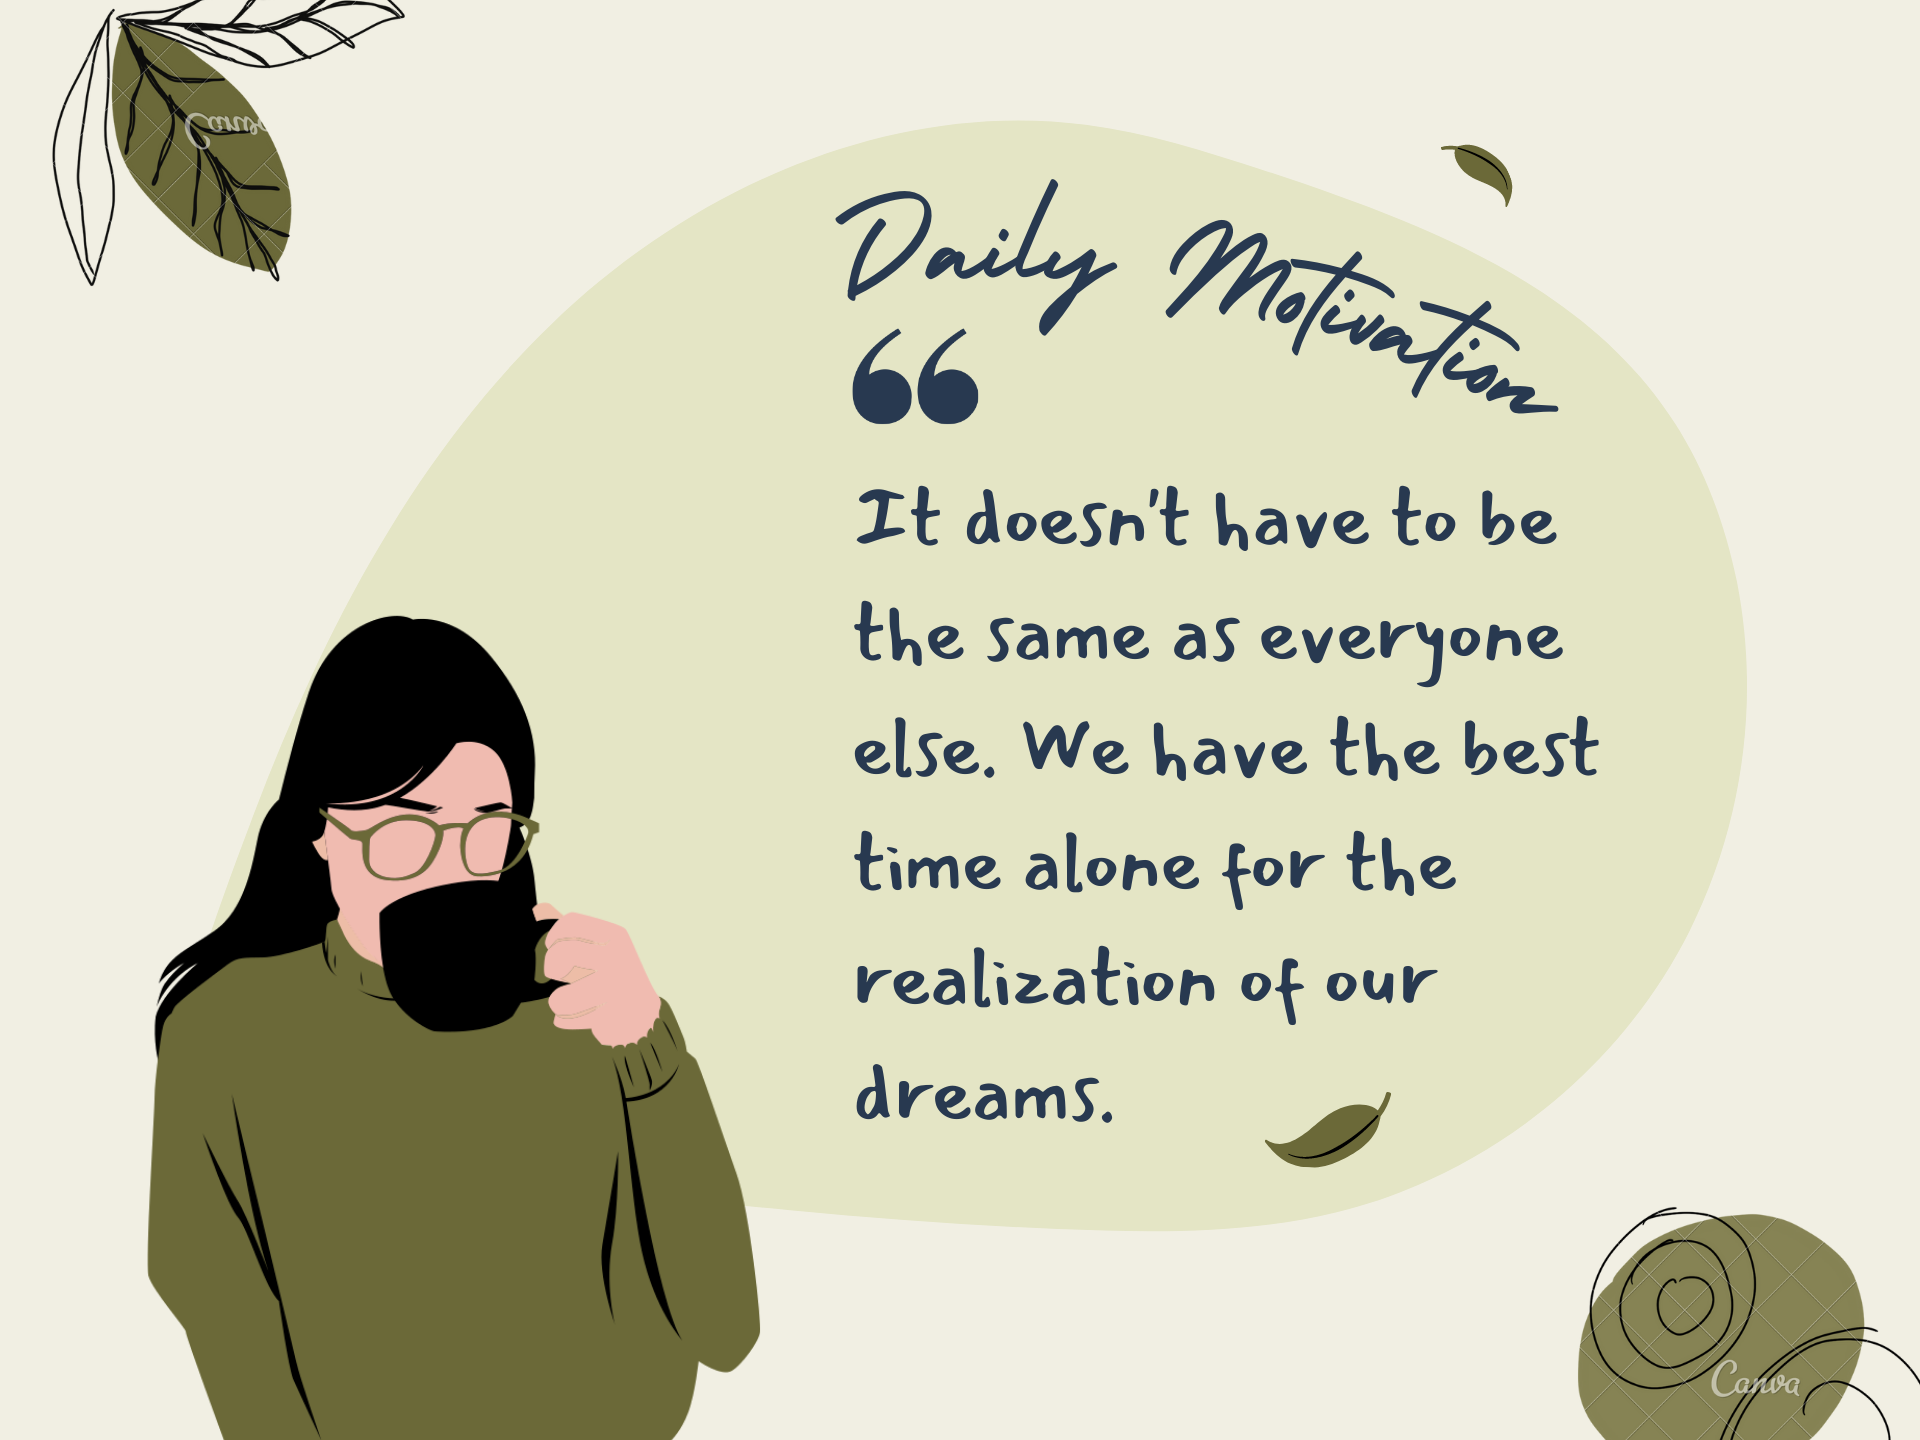 Canva
Daily Motivation
“
It doesn't have to be
the same as everyone
else. We have the best
time alone for the
realization of our
dreams.
Canva